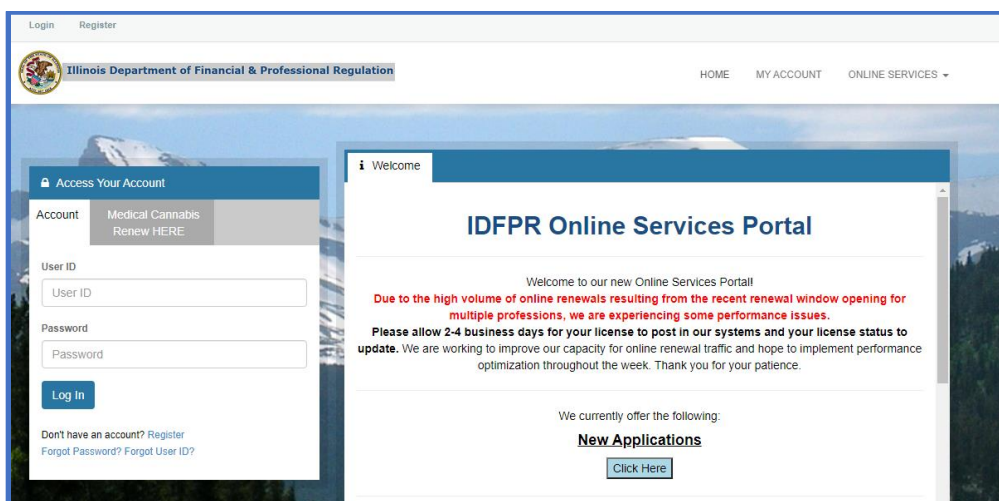 Login Register
Illinois Department of Financial & Professional Regulation
HOME MY ACCOUNT ONLINE SERVICES
Access Your Account
Account Medical Cannabis
Renew HERE
User ID
User ID
Password
Password
Log In
Don't have an account? Register
Forgot Password? Forgot User ID?
i Welcome
IDFPR Online Services Portal
Welcome to our new Online Services Portal!
Due to the high volume of online renewals resulting from the recent renewal window opening for
multiple professions, we are experiencing some performance issues.
Please allow 2-4 business days for your license to post in our systems and your license status to
update. We are working to improve our capacity for online renewal traffic and hope to implement performance
optimization throughout the week. Thank you for your patience.
We currently offer the following:
New Applications
Click Here